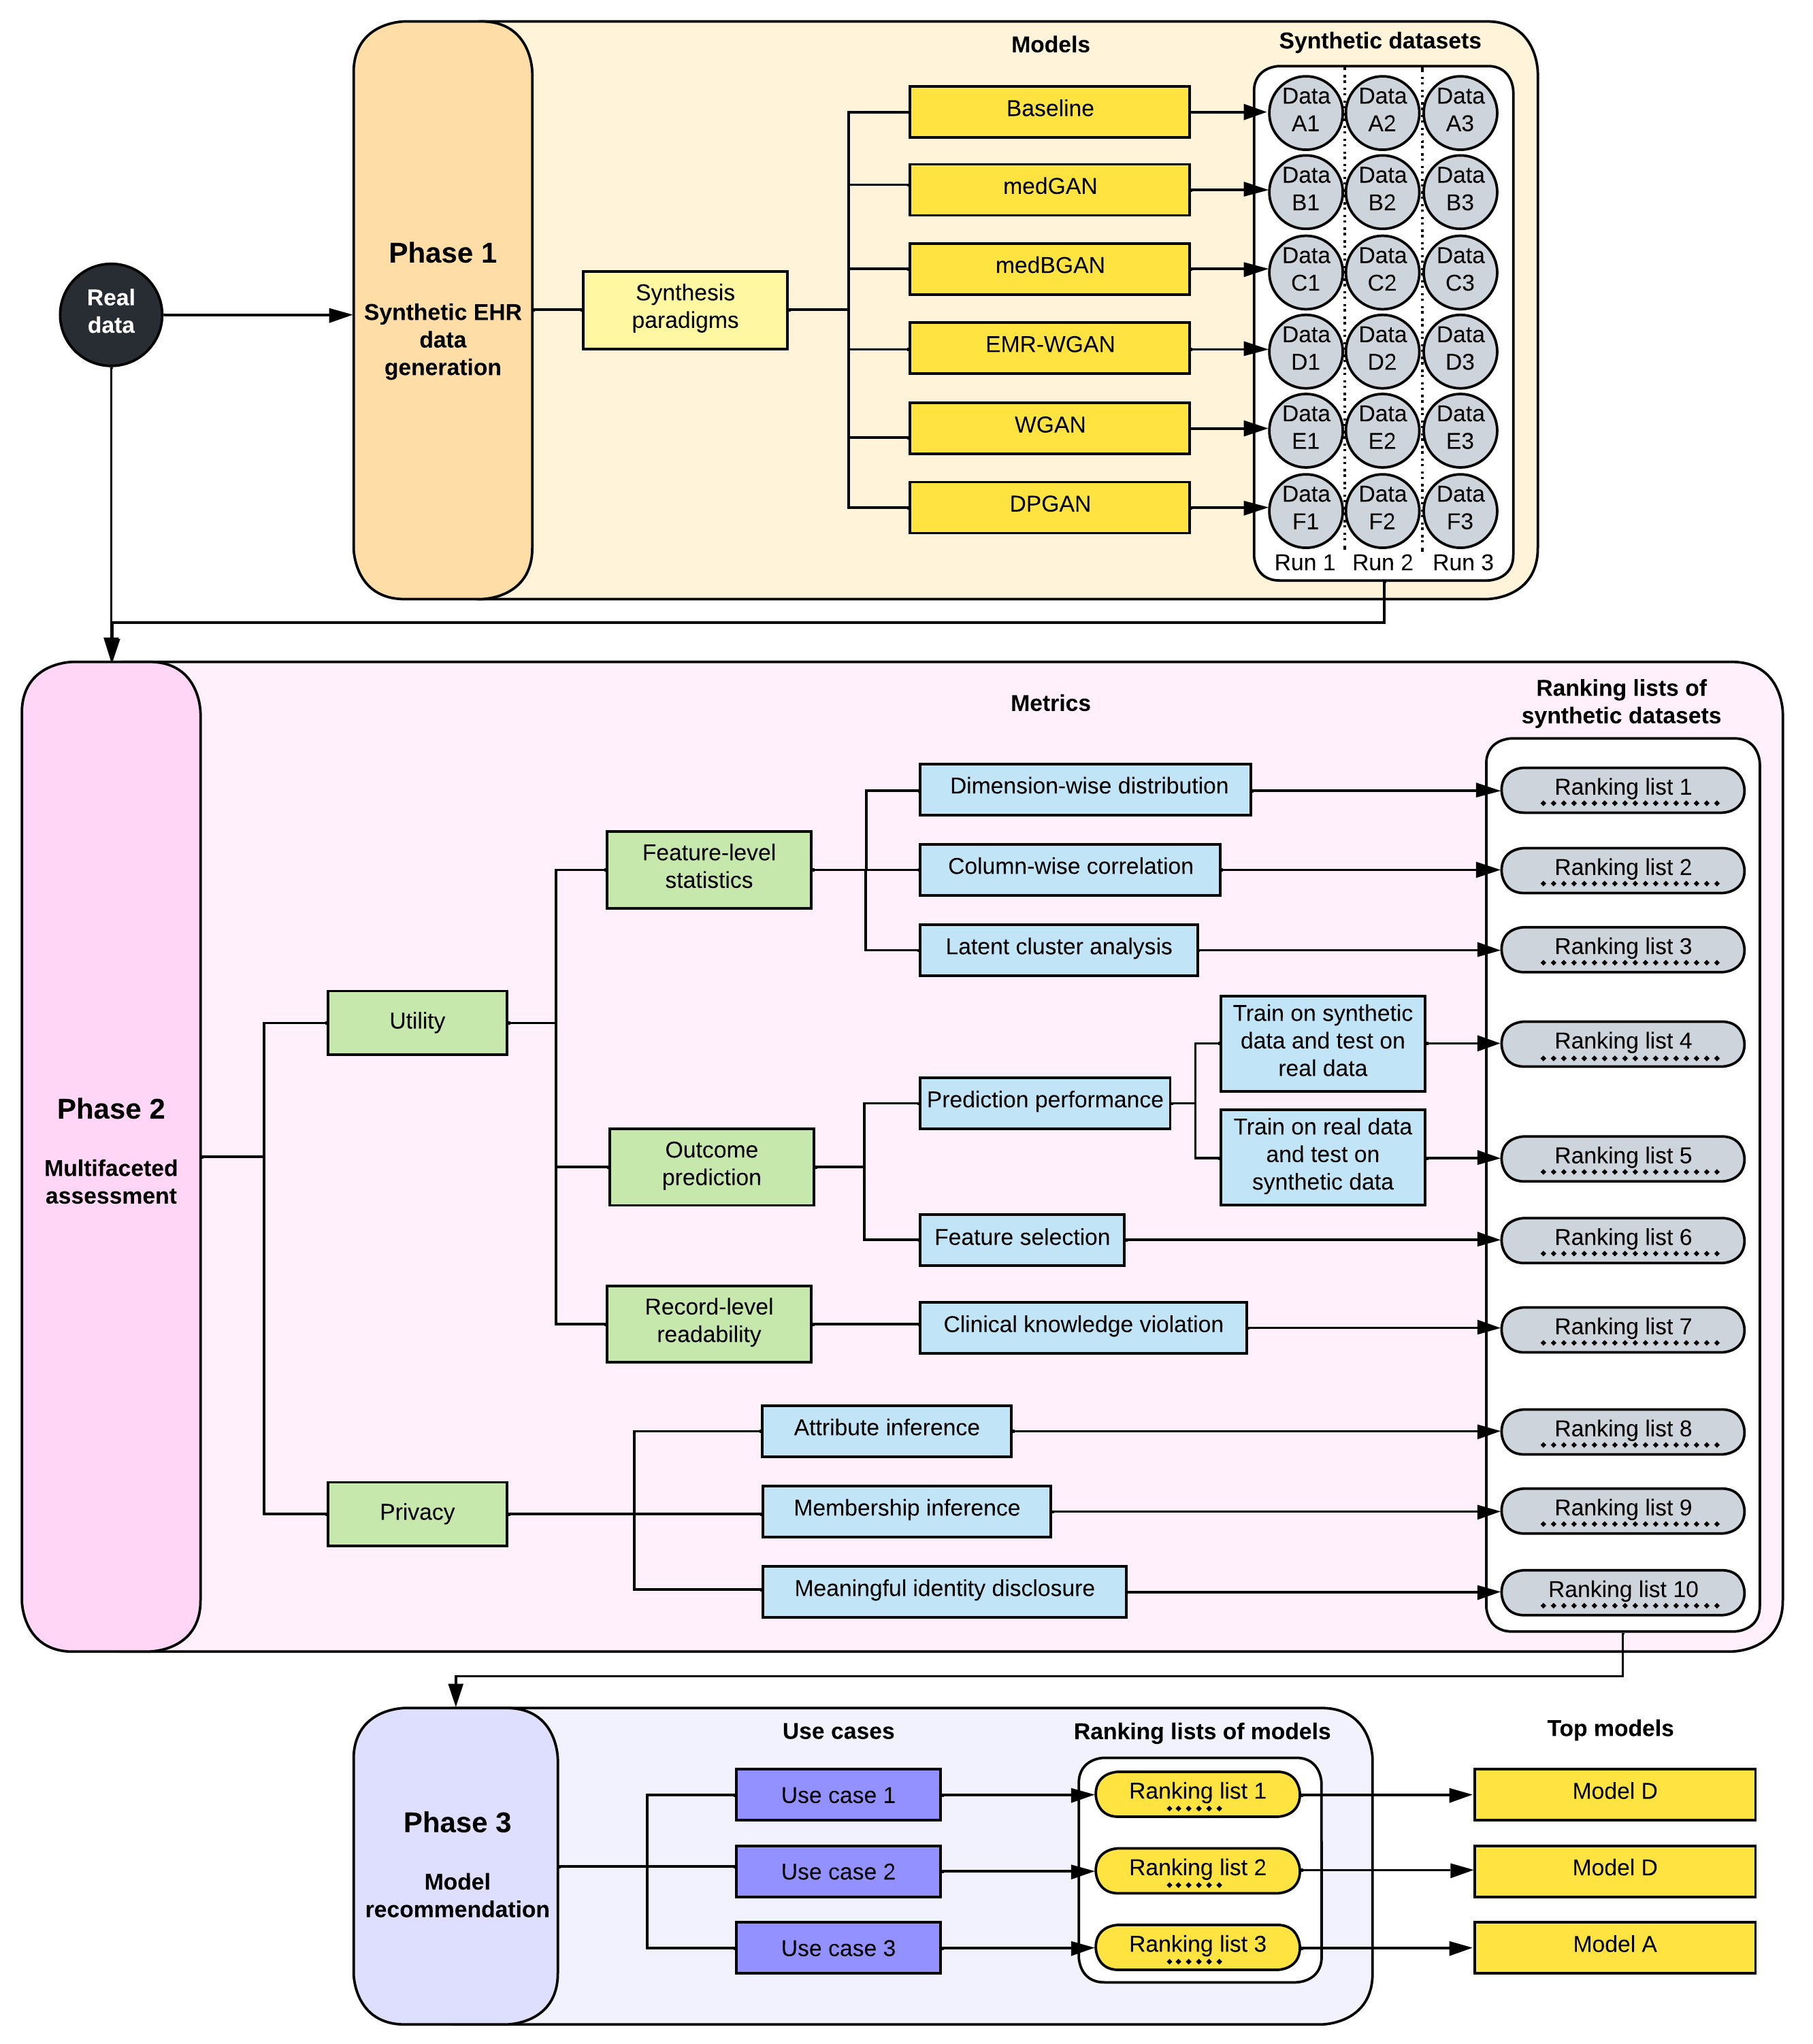 Models
Synthetic datasets
Real
data
Phase 1
Synthetic EHR
data
generation
Synthesis
paradigms
Baseline
Data
A1
Data
A2
Data
A3
medGAN
Data
B1
Data
B2
Data
B3
medBGAN
Data
C1
Data
C2
Data
C3
EMR-WGAN
Data
D1
Data
D2
Data
D3
WGAN
Data
E1
Data
E2
Data
E3
DPGAN
Data
F1
Data
F2
Data
F3
Run 1
Run 2
Run 3
Phase 2
Multifaceted
assessment
Metrics
Ranking lists of
synthetic datasets
Utility
Feature-level
statistics
Dimension-wise distribution
Ranking list 1
Column-wise correlation
Ranking list 2
Latent cluster analysis
Ranking list 3
Outcome
prediction
Prediction performance
Train on synthetic
data and test on
real data
Ranking list 4
Train on real data
and test on
synthetic data
Ranking list 5
Feature selection
Ranking list 6
Record-level
readability
Clinical knowledge violation
Ranking list 7
Privacy
Attribute inference
Ranking list 8
Membership inference
Ranking list 9
Meaningful identity disclosure
Ranking list 10
Phase 3
Model
recommendation
Use cases
Ranking lists of models
Top models
Use case 1
Ranking list 1
Model D
Use case 2
Ranking list 2
Model D
Use case 3
Ranking list 3
Model A